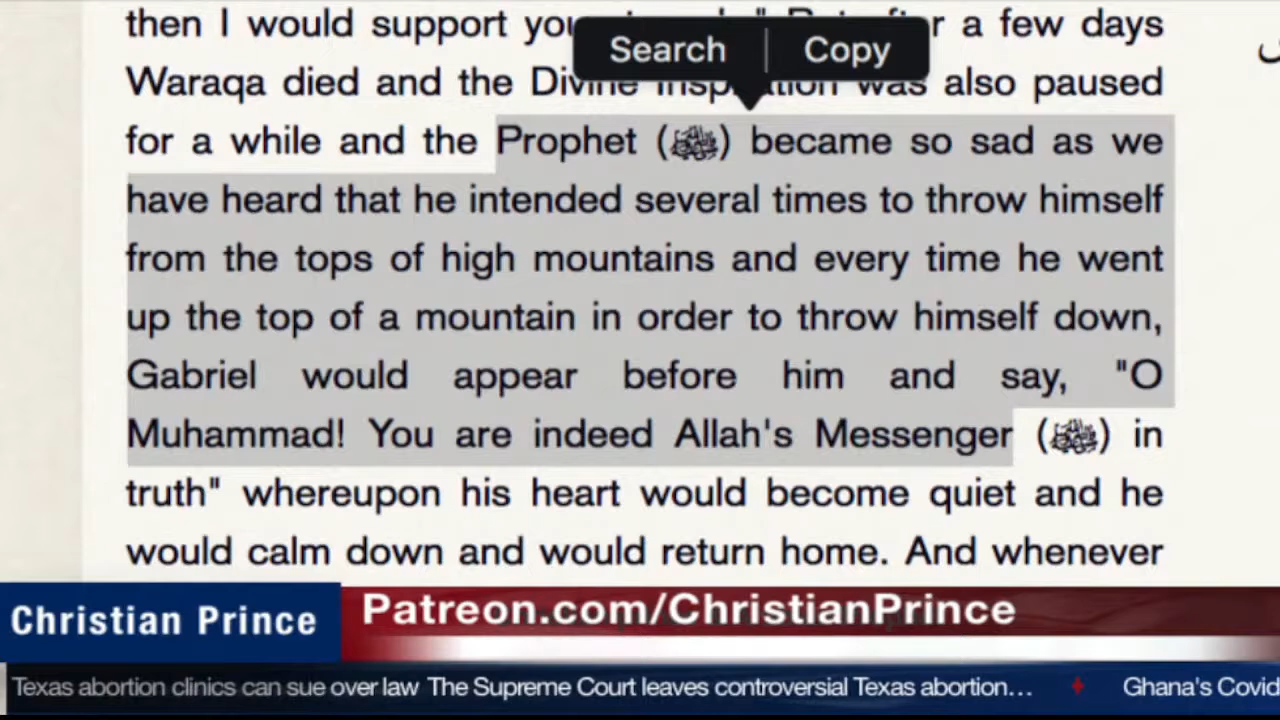 then I would support you after a few days
Search Copy
Waraqa died and the Divine Inspiration was also paused
for a while and the Prophet (ﷺ) became so sad as we
have heard that he intended several times to throw himself
from the tops of high mountains and every time he went
up the top of a mountain in order to throw himself down,
Gabriel would appear before him and say, "O
Muhammad! You are indeed Allah's Messenger (ﷺ) in
truth" whereupon his heart would become quiet and he
would calm down and would return home. And whenever
Christian Prince
Patreon.com/ChristianPrince
Texas abortion clinics can sue over law The Supreme Court leaves controversial Texas abortion... Ghana's Covid